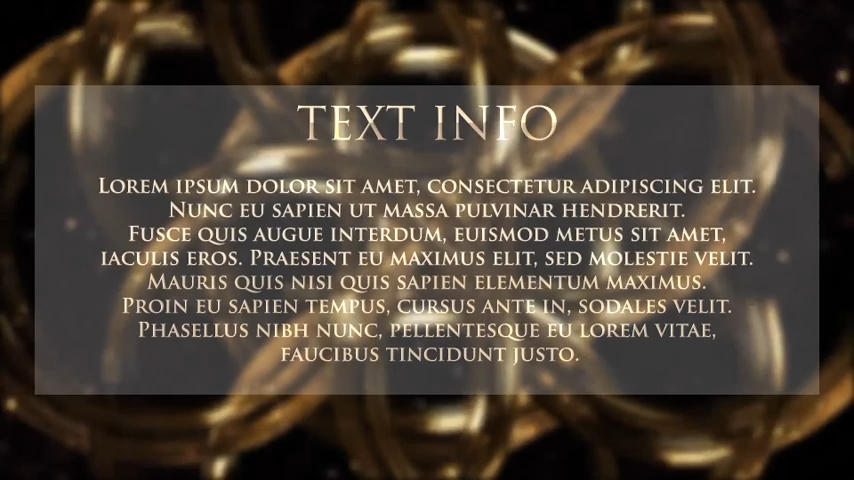 TEXT INFO
Lorem ipsum dolor sit amet, consectetur adipiscing elit.
Nunc eu sapien ut massa pulvinar hendrerit.
Fusce quis augue interdum, euismod metus sit amet,
iaculis eros. Praesent eu maximus elit, sed molestie velit.
Mauris quis nisi quis sapien elementum maximus.
Proin eu sapien tempus, cursus ante in, sodales velit.
Phasellus nibh nunc, pellentesque eu lorem vitae,
faucibus tincidunt justo.